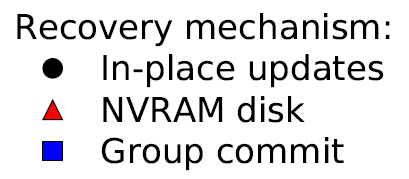 Recovery mechanism:
In-place updates
NVRAM disk
Group commit